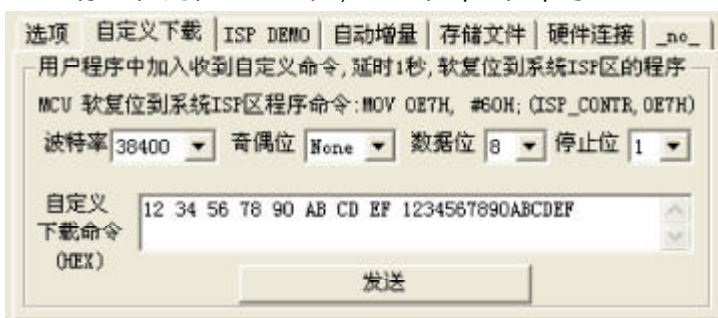 选项 自定义下载 ISP DEMO 自动增量 存储文件 硬件连接 _no_
用户程序中加入收到自定义命令,延时1秒,软复位到系统ISP区的程序
MCU 软复位到系统ISP区程序命令:MOV 0E7H, #60H; (ISP_CONTR,0E7H)
波特率 38400 奇偶位 None 数据位 8 停止位 1
自定义
下载命令
(HEX)
12 34 56 78 90 AB CD EF 1234567890ABCDEF
发送